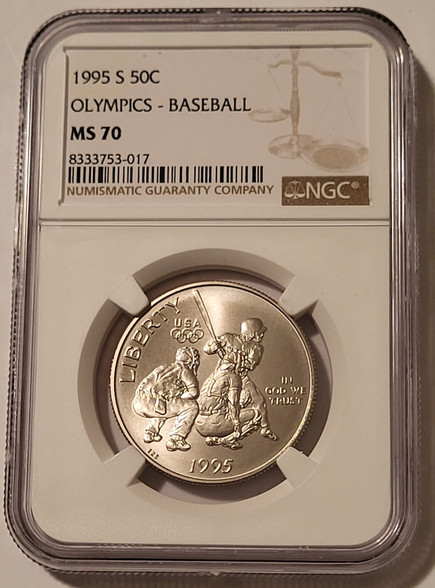 1995 S 50C
OLYMPICS - BASEBALL
MS 70
8333753-017
NUMISMATIC GUARANTY COMPANY
NGC®
LIBERTY
USA
IN
GOD WE
TRUST
1995